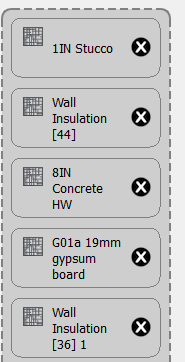 1IN Stucco
Wall
Insulation
[44]
8IN
Concrete
HW
G01a 19mm
gypsum
board
Wall
Insulation
[36] 1